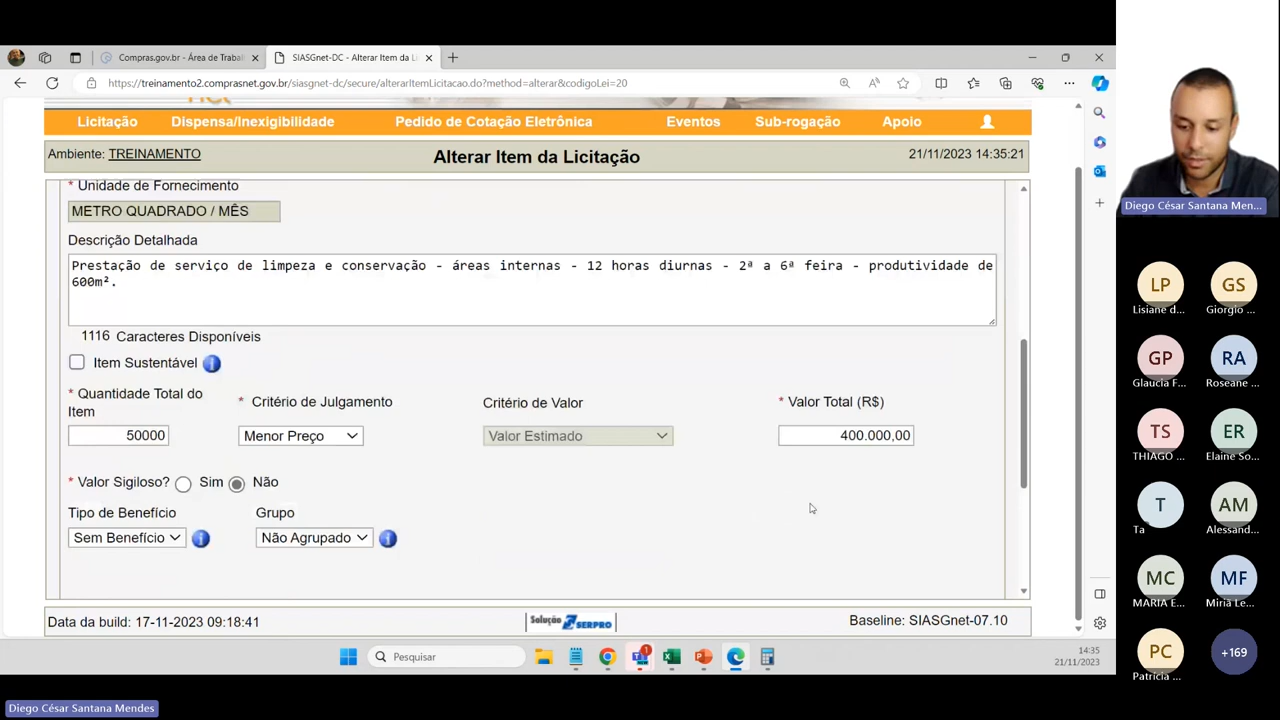 Compras.gov.br - Área de Trabal
SIASGnet-DC - Alterar Item da Li
https://treinamento2.comprasnet.gov.br/siasgnet-dc/secure/alterarItemLicitacao.do?method=alterar&codigoLei=20
Licitação Dispensa/Inexigibilidade Pedido de Cotação Eletrônica Eventos Sub-rogação Apoio
Ambiente: TREINAMENTO Alterar Item da Licitação 21/11/2023 14:35:21
* Unidade de Fornecimento
METRO QUADRADO / MÊS
Descrição Detalhada
Prestação de serviço de limpeza e conservação - áreas internas - 12 horas diurnas - 2ª a 6ª feira - produtividade de
600m².
1116 Caracteres Disponíveis
Item Sustentável
* Quantidade Total do
Item
* Critério de Julgamento
Critério de Valor
* Valor Total (R$)
50000 Menor Preço Valor Estimado 400.000,00
* Valor Sigiloso? Sim Não
Tipo de Benefício Grupo
Sem Benefício Não Agrupado
Data da build: 17-11-2023 09:18:41 Solução SERPRO Baseline: SIASGnet-07.10
Pesquisar
1
14:35
21/11/2023
Diego César Santana Mendes
Diego César Santana Men...
LP GS
Lisiane d... Giorgio ...
GP RA
Glaucia F... Roseane ...
TS ER
THIAGO ... Elaine So...
T AM
Ta Alessand...
MC MF
MARIA E... Miria Le...
PC +169
Patricia ...